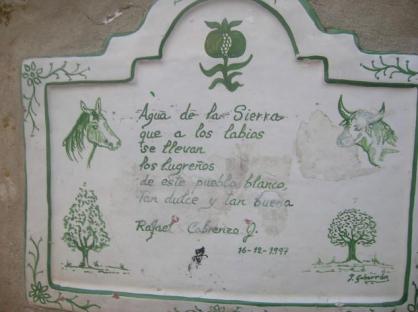 Agua de la Sierra
que a los labios
se llevan
los lugreños
de este pueblo blanco,
Tan dulce y tan buena
Rafael Cabrerizo
16-12-1997